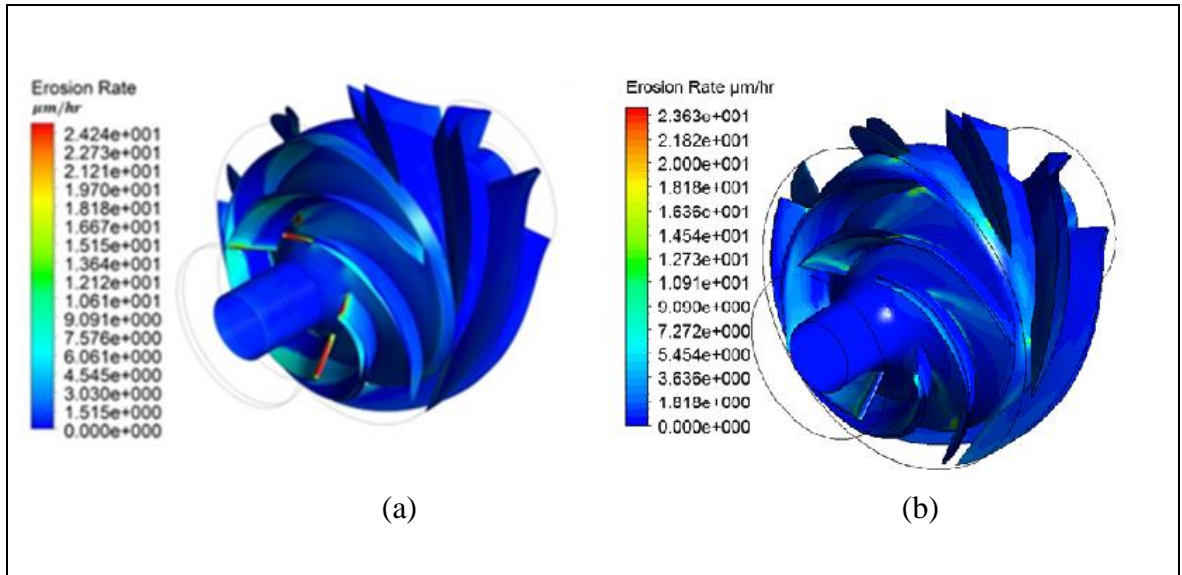 Erosion Rate
μm/hr
2.424e+001
2.273e+001
2.121e+001
1.970e+001
1.818e+001
1.667e+001
1.515e+001
1.364e+001
1.212e+001
1.061e+001
9.091e+000
7.576e+000
6.061e+000
4.545e+000
3.030e+000
1.515e+000
0.000e+000
(a)
Erosion Rate μm/hr
2.363e+001
2.182e+001
2.000e+001
1.818e+001
1.636e+001
1.454e+001
1.273e+001
1.091e+001
9.090e+000
7.272e+000
5.454e+000
3.636e+000
1.818e+000
0.000e+000
(b)